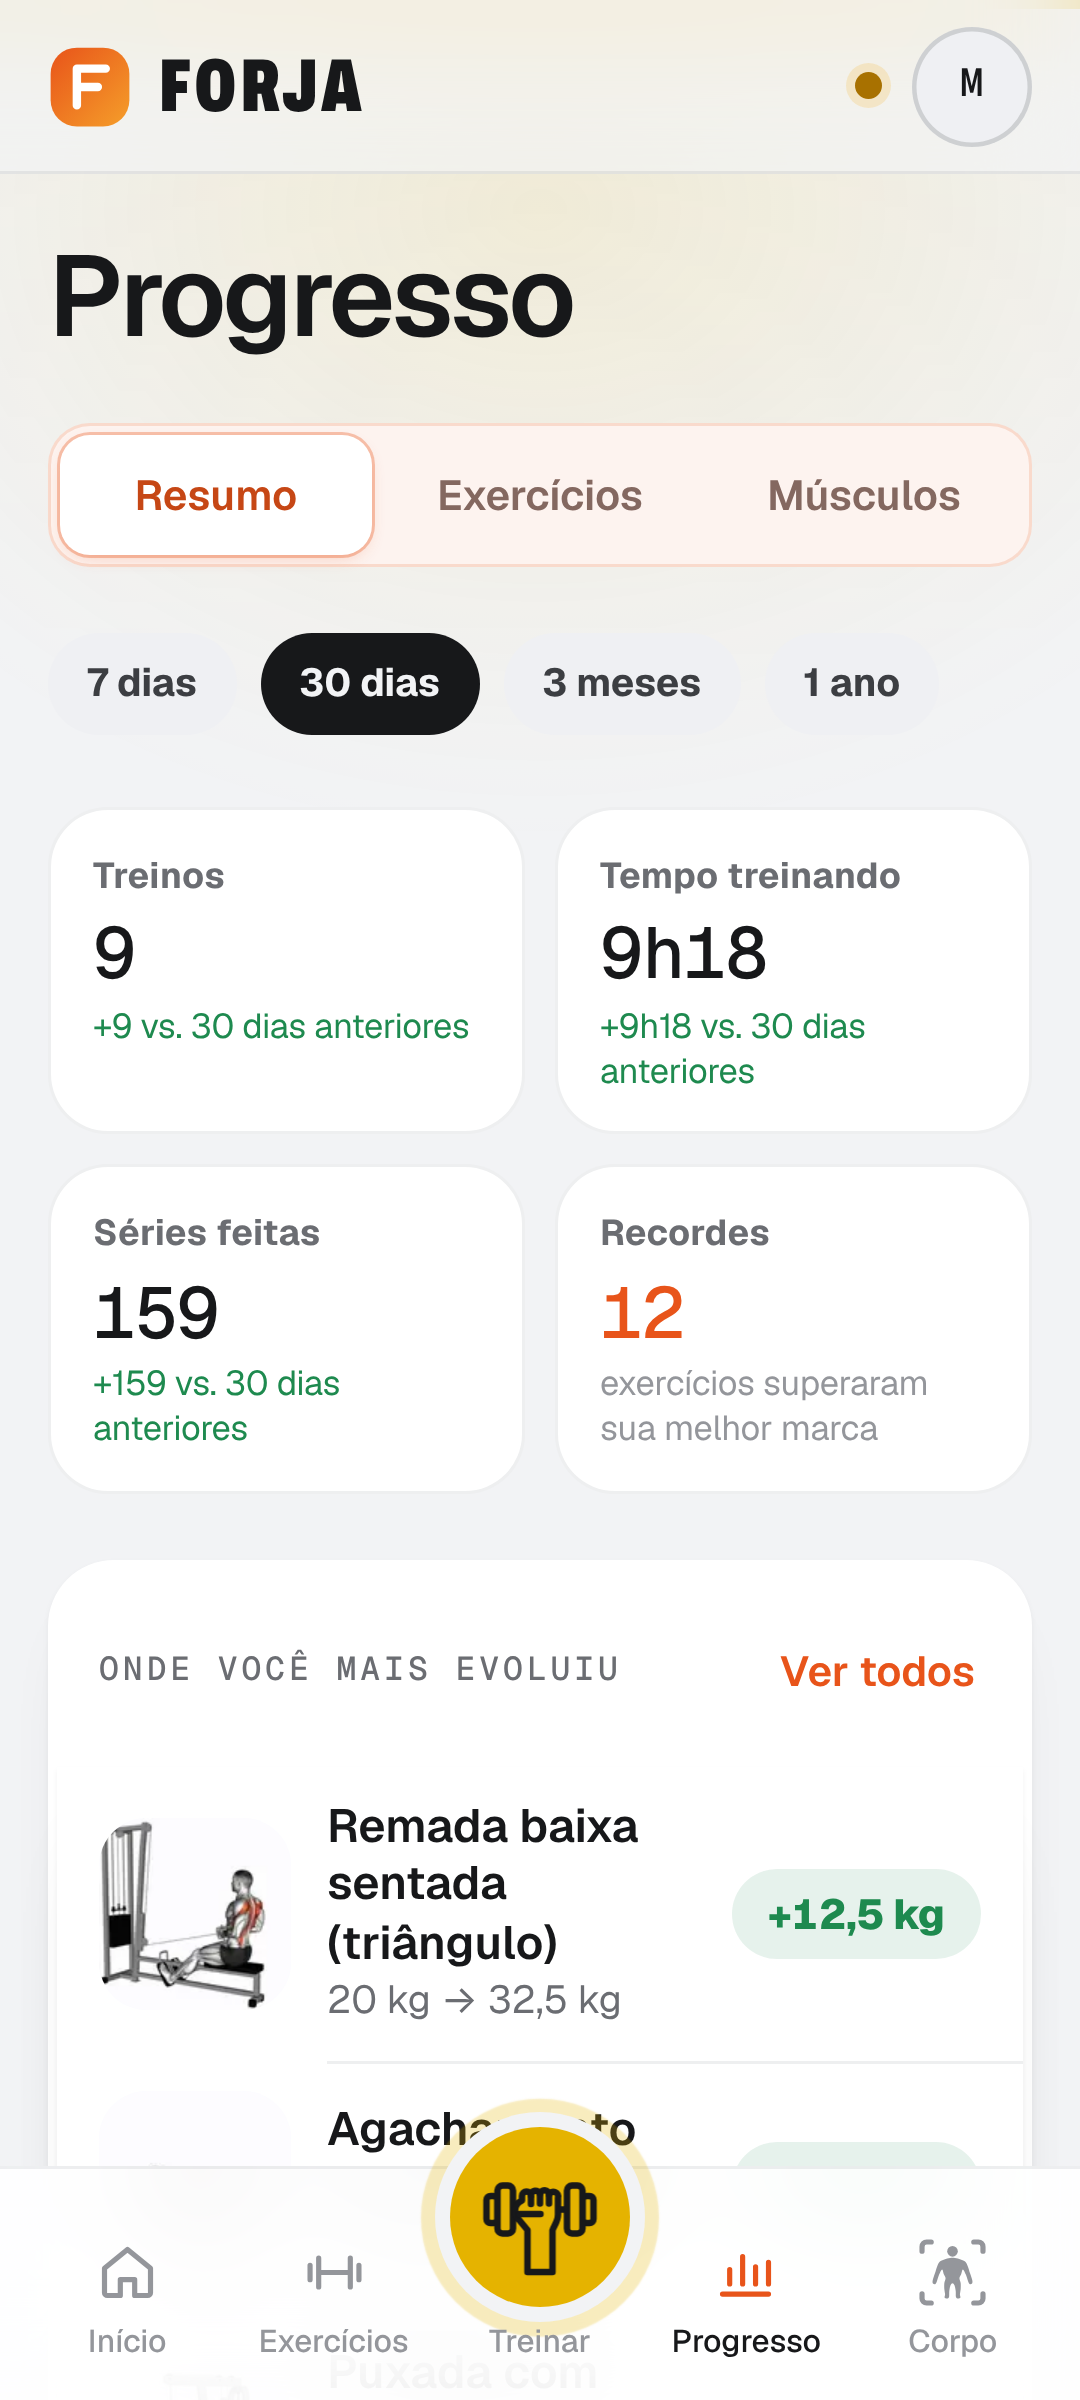 FORJA
M
Progresso
Resumo
Exercícios
Músculos
7 dias
30 dias
3 meses
1 ano
Treinos
9
+9 vs. 30 dias anteriores
Tempo treinando
9h18
+9h18 vs. 30 dias
anteriores
Séries feitas
159
+159 vs. 30 dias
anteriores
Recordes
12
exercícios superaram
sua melhor marca
ONDE VOCÊ MAIS EVOLUIU
Ver todos
Remada baixa
sentada
(triângulo)
20 kg → 32,5 kg
+12,5 kg
Início
Exercícios
Treinar
Progresso
Corpo
Puxada com